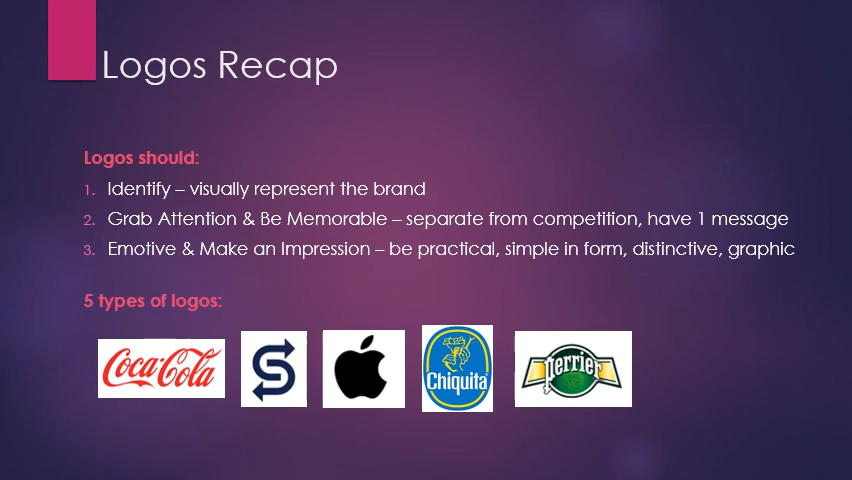 Logos Recap
Logos should:
1. Identify – visually represent the brand
2. Grab Attention & Be Memorable – separate from competition, have 1 message
3. Emotive & Make an Impression – be practical, simple in form, distinctive, graphic
5 types of logos:
Coca-Cola S Chiquita perrier